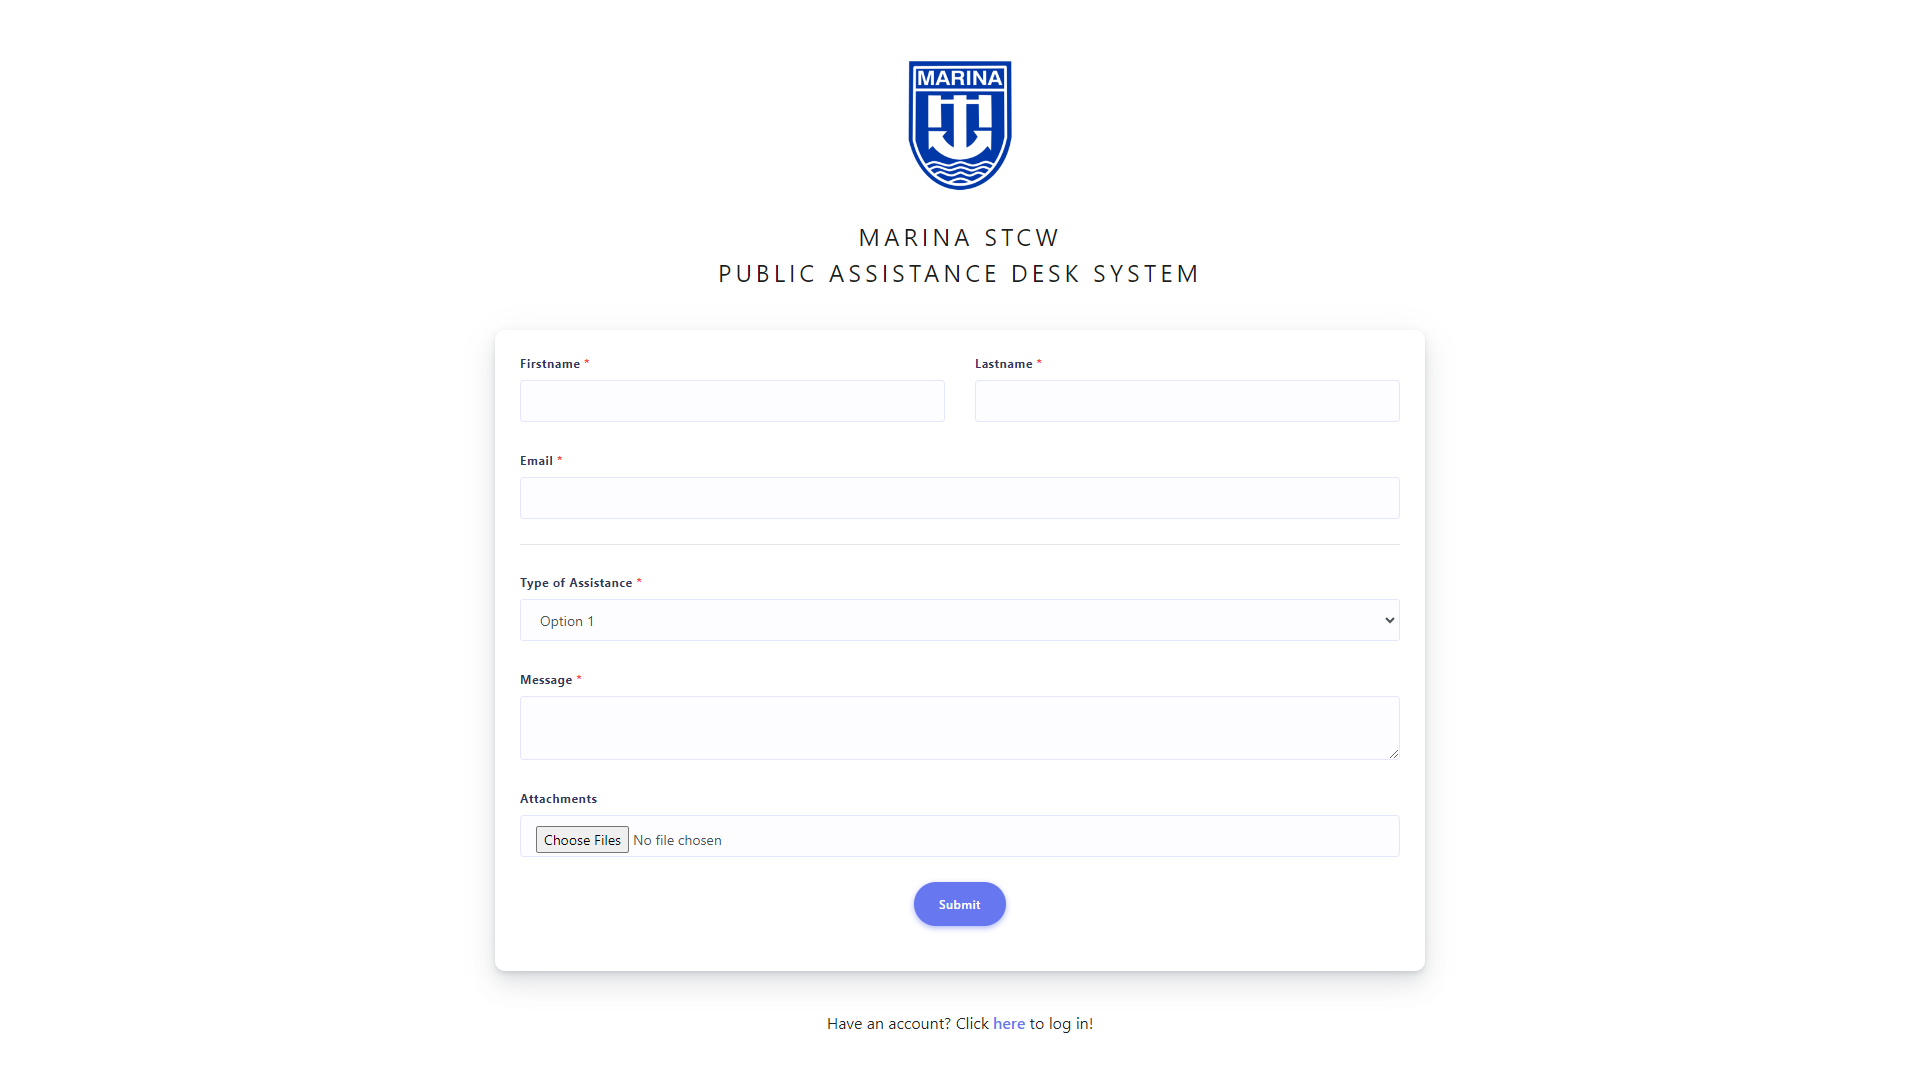 MARINA
MARINA STCW
PUBLIC ASSISTANCE DESK SYSTEM
Firstname * Lastname *
Email *
Type of Assistance *
Option 1
Message *
Attachments
Choose Files No file chosen
Submit
Have an account? Click here to log in!